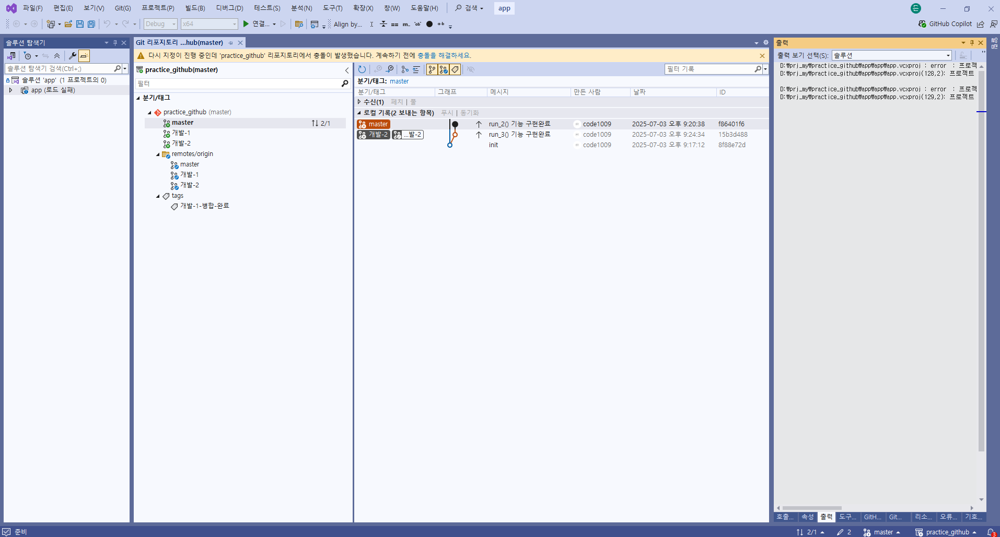 파일(F) 편집(E) 보기(V) Git(G) 프로젝트(P) 빌드(B) 디버그(D) 테스트(S) 분석(N) 도구(T) 확장(X) 창(W) 도움말(H) 검색 app
Debug x64 연결... Align by... GitHub Copilot
솔루션 탐색기
솔루션 탐색기 검색(Ctrl+;)
솔루션 'app' (1 프로젝트의 0)
app (로드 실패)
Git 리포지토리 ...hub(master)
다시 지정이 진행 중인데 'practice_github' 리포지토리에서 충돌이 발생했습니다. 계속하기 전에 충돌을 해결하세요.
practice_github(master)
필터
분기/태그
practice_github (master)
master 2/1
개발-1
개발-2
remotes/origin
master
개발-1
개발-2
tags
개발-1-병합-완료
필터 기록
분기/태그: master
분기/태그 그래프 메시지 만든 사람 날짜 ID
수신(1) 페치 | 풀
로컬 기록(2 보내는 항목) 푸시 | 동기화
master run_2() 기능 구현완료 code1009 2025-07-03 오후 9:20:38 f86401f6
개발-2 ...발-2 run_3() 기능 구현완료 code1009 2025-07-03 오후 9:24:34 15b3d488
init code1009 2025-07-03 오후 9:17:12 8f88e72d
출력
출력 보기 선택(S): 솔루션
D:₩prj_my₩practice_github₩app₩app₩app.vcxproj : error : 프로젝
D:₩prj_my₩practice_github₩app₩app₩app.vcxproj(128,2): 프로젝트
D:₩prj_my₩practice_github₩app₩app₩app.vcxproj : error : 프로젝
D:₩prj_my₩practice_github₩app₩app₩app.vcxproj(129,2): 프로젝트
호출... 속성 출력 도구... GitH... Git... 리소... 오류... 기호...
알림
준비 2/1 2 master practice_github 3